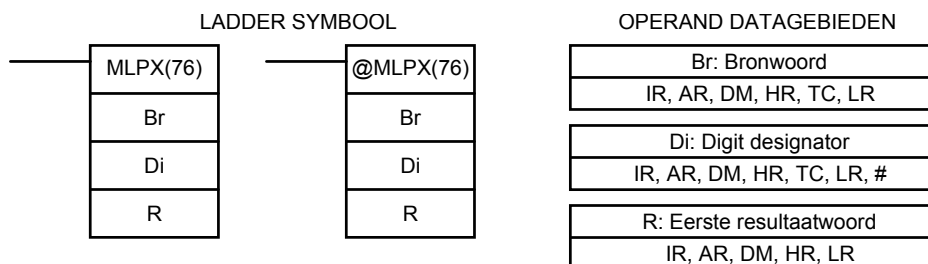 LADDER SYMBOOL
MLPX(76)
Br
Di
R
@MLPX(76)
Br
Di
R
OPERAND DATAGEBIEDEN
Br: Bronwoord
IR, AR, DM, HR, TC, LR
Di: Digit designator
IR, AR, DM, HR, TC, LR, #
R: Eerste resultaatwoord
IR, AR, DM, HR, LR